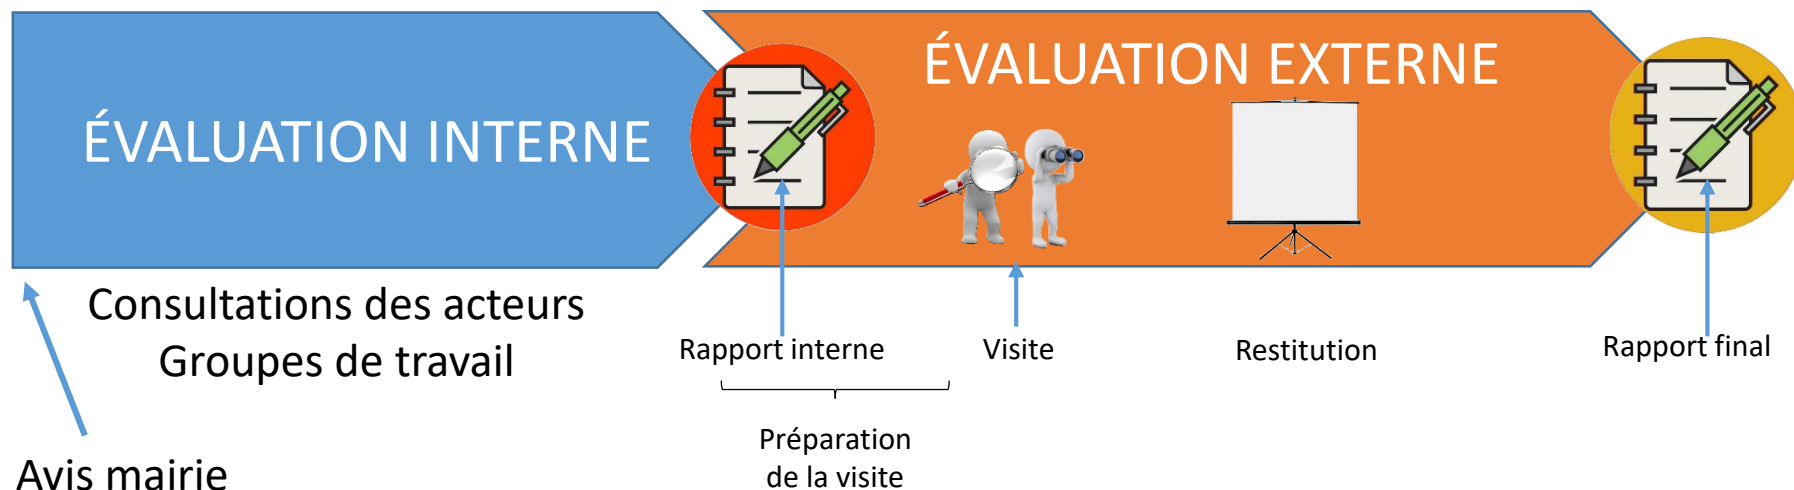 ÉVALUATION INTERNE
ÉVALUATION EXTERNE
Consultations des acteurs
Groupes de travail
Rapport interne
Visite
Restitution
Rapport final
Préparation
de la visite
Avis mairie